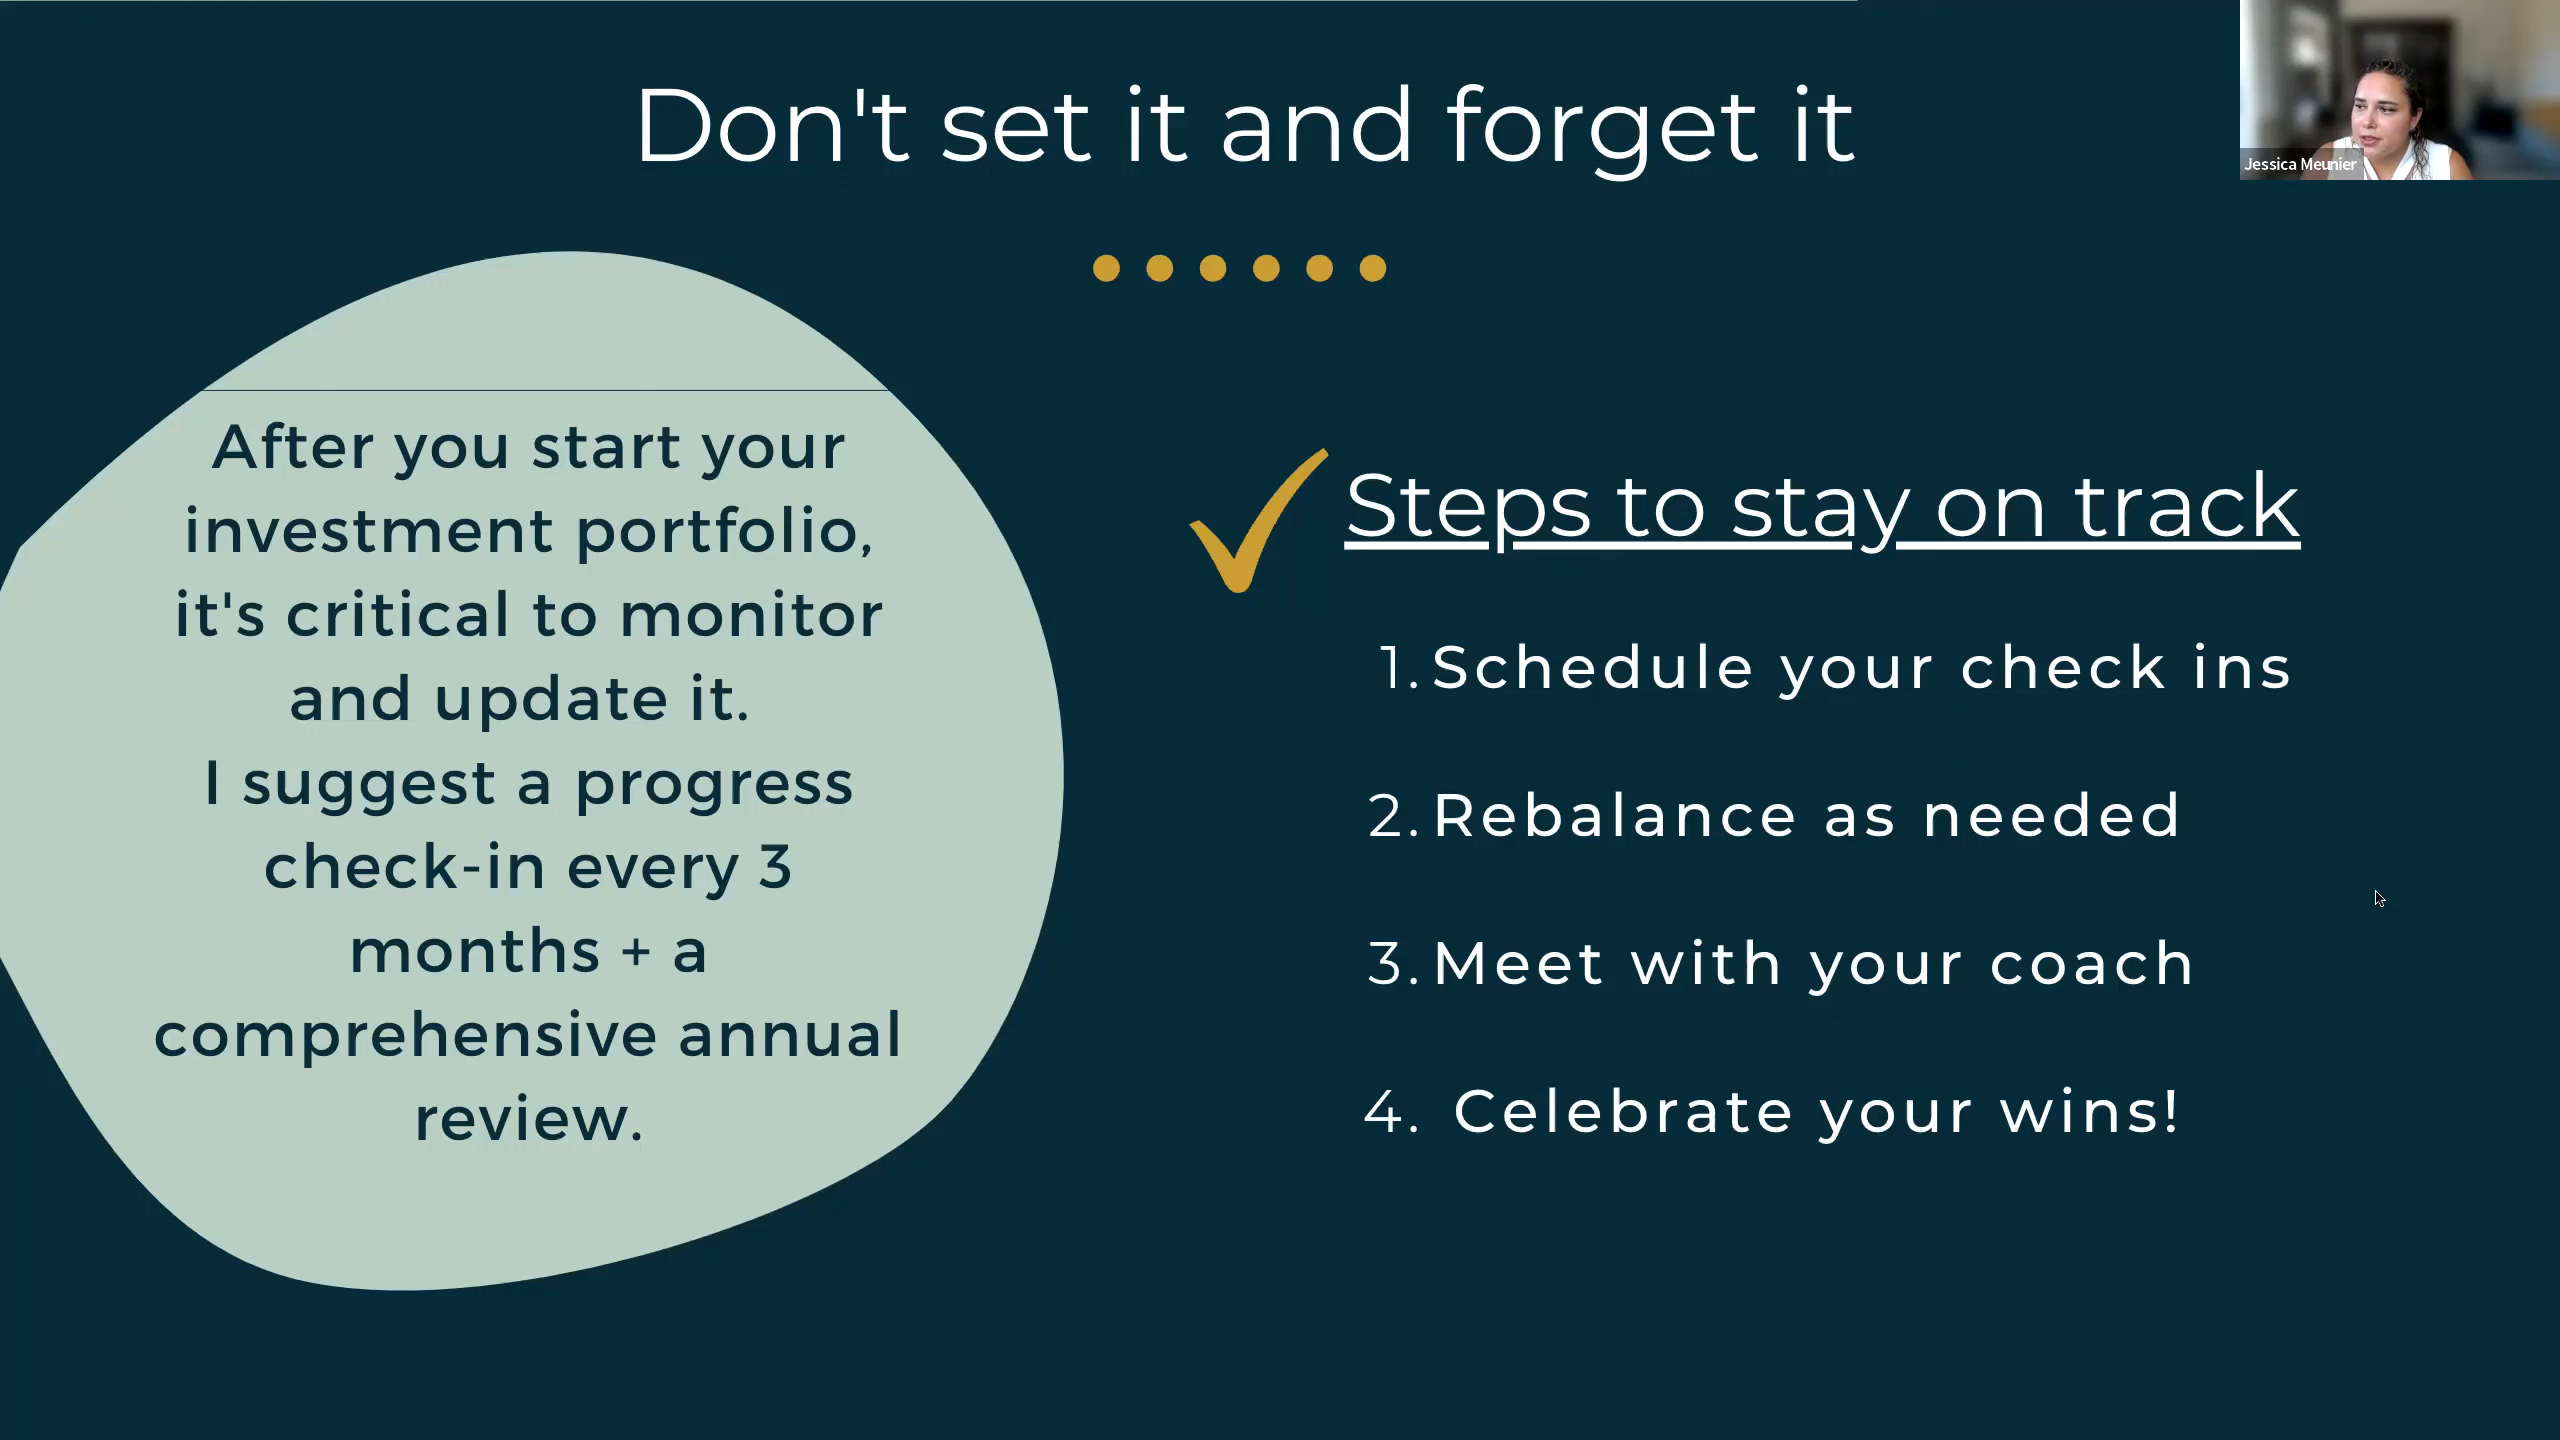 Don't set it and forget it
Jessica Meunier
After you start your
investment portfolio,
it's critical to monitor
and update it.
I suggest a progress
check-in every 3
months + a
comprehensive annual
review.
Steps to stay on track
1. Schedule your check ins
2. Rebalance as needed
3. Meet with your coach
4. Celebrate your wins!